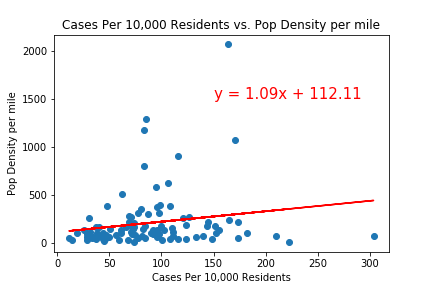 Cases Per 10,000 Residents vs. Pop Density per mile
2000
1500
1000
500
0
Pop Density per mile
y = 1.09x + 112.11
0 50 100 150 200 250 300
Cases Per 10,000 Residents